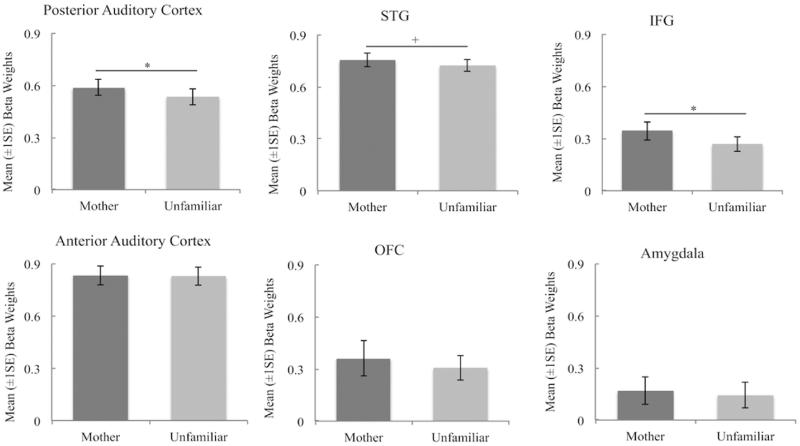 Posterior Auditory Cortex
Mean (±1SE) Beta Weights
0.9
0.6
0.3
0
*
Mother
Unfamiliar
STG
Mean (±1SE) Beta Weights
0.9
0.6
0.3
0
+
Mother
Unfamiliar
IFG
Mean (±1SE) Beta Weights
0.9
0.6
0.3
0
*
Mother
Unfamiliar
Anterior Auditory Cortex
Mean (±1SE) Beta Weights
0.9
0.6
0.3
0
Mother
Unfamiliar
OFC
Mean (±1SE) Beta Weights
0.9
0.6
0.3
0
Mother
Unfamiliar
Amygdala
Mean (±1SE) Beta Weights
0.9
0.6
0.3
0
Mother
Unfamiliar